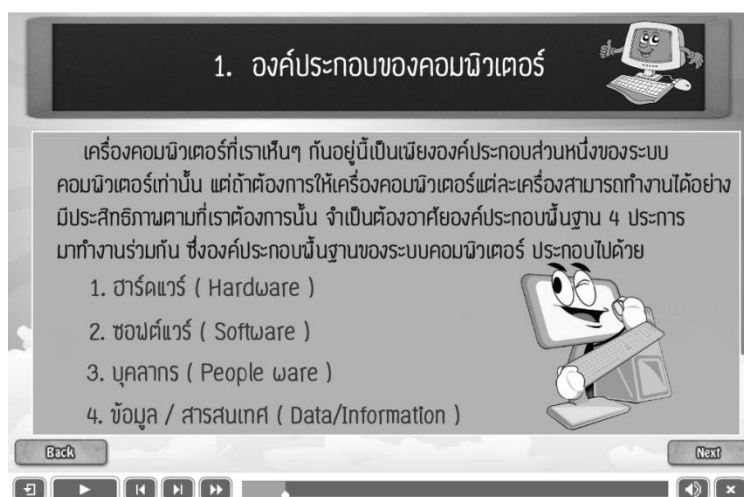 1. องค์ประกอบของคอมพิวเตอร์
เครื่องคอมพิวเตอร์ที่เราเห็นๆ กันอยู่นี้เป็นเพียงองค์ประกอบส่วนหนึ่งของระบบ
คอมพิวเตอร์เท่านั้น แต่ถ้าต้องการให้เครื่องคอมพิวเตอร์แต่ละเครื่องสามารถทำงานได้อย่าง
มีประสิทธิภาพตามที่เราต้องการนั้น จำเป็นต้องอาศัยองค์ประกอบพื้นฐาน 4 ประการ
มาทำงานร่วมกัน ซึ่งองค์ประกอบพื้นฐานของระบบคอมพิวเตอร์ ประกอบไปด้วย
1. ฮาร์ดแวร์ ( Hardware )
2. ซอฟต์แวร์ ( Software )
3. บุคลากร ( People ware )
4. ข้อมูล / สารสนเทศ ( Data/Information )
Back
Next